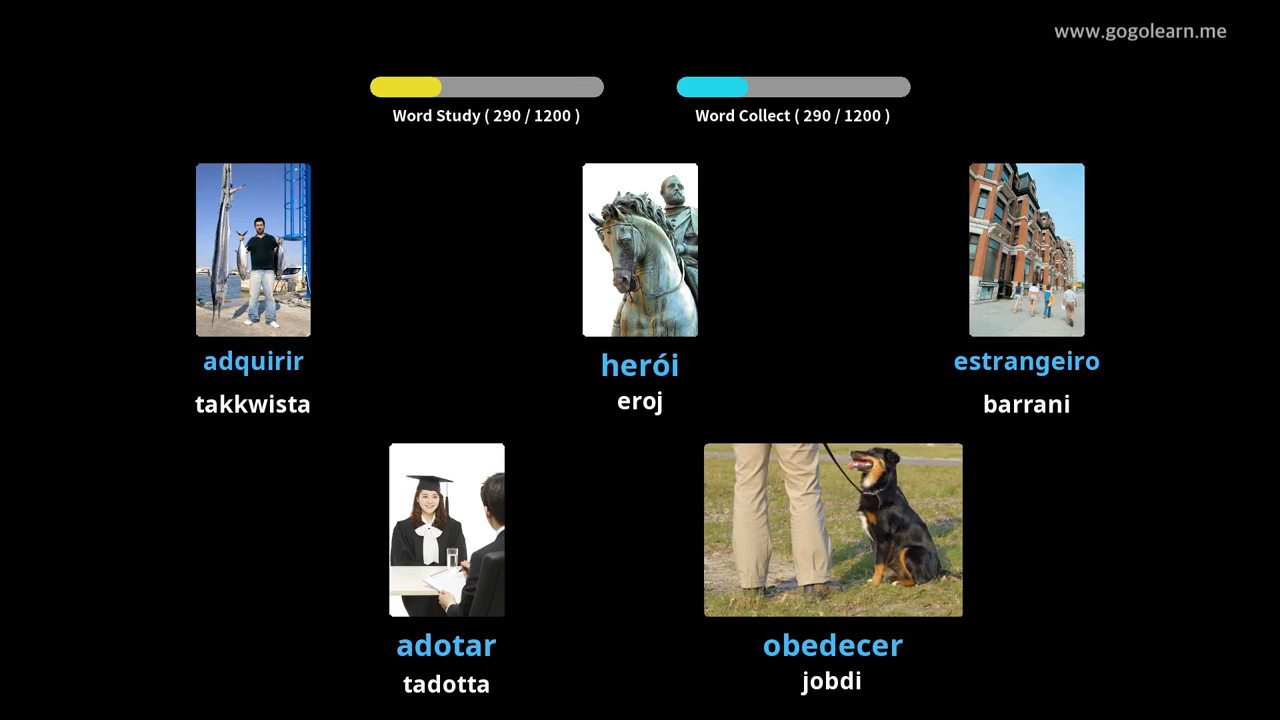 www.gogolearn.me
Word Study ( 290 / 1200 )
Word Collect ( 290 / 1200 )
adquirir
takkwista
herói
eroj
estrangeiro
barrani
adotar
tadotta
obedecer
jobdi